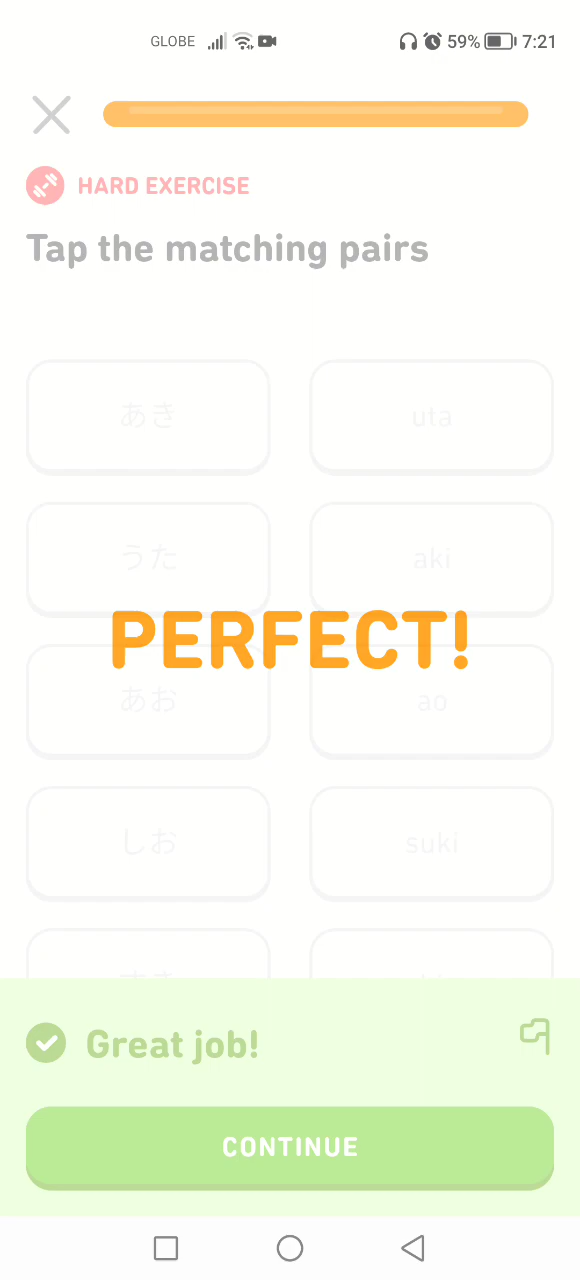 GLOBE 59% 7:21
HARD EXERCISE
Tap the matching pairs
あき uta
うた aki
PERFECT!
あお ao
しお suki
Great job!
CONTINUE